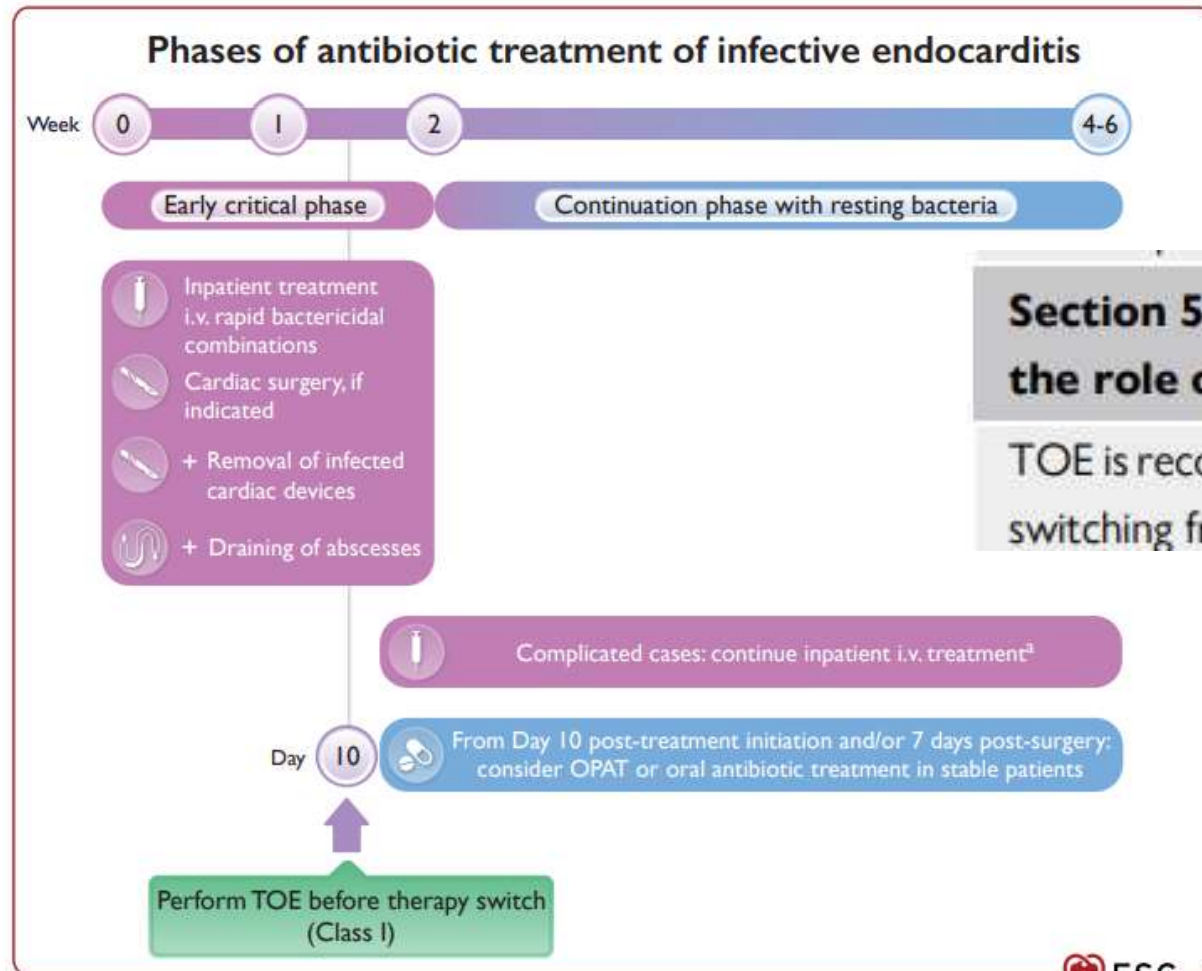 Phases of antibiotic treatment of infective endocarditis
Week 0 1 2 4-6
Early critical phase
Continuation phase with resting bacteria
Inpatient treatment
i.v. rapid bactericidal
combinations
Cardiac surgery, if
indicated
+ Removal of infected
cardiac devices
+ Draining of abscesses
Section 5
the role
TOE is
switching
Complicated cases: continue inpatient i.v. treatmentᵃ
Day 10
From Day 10 post-treatment initiation and/or 7 days post-surgery:
consider OPAT or oral antibiotic treatment in stable patients
Perform TOE before therapy switch
(Class I)
ESC